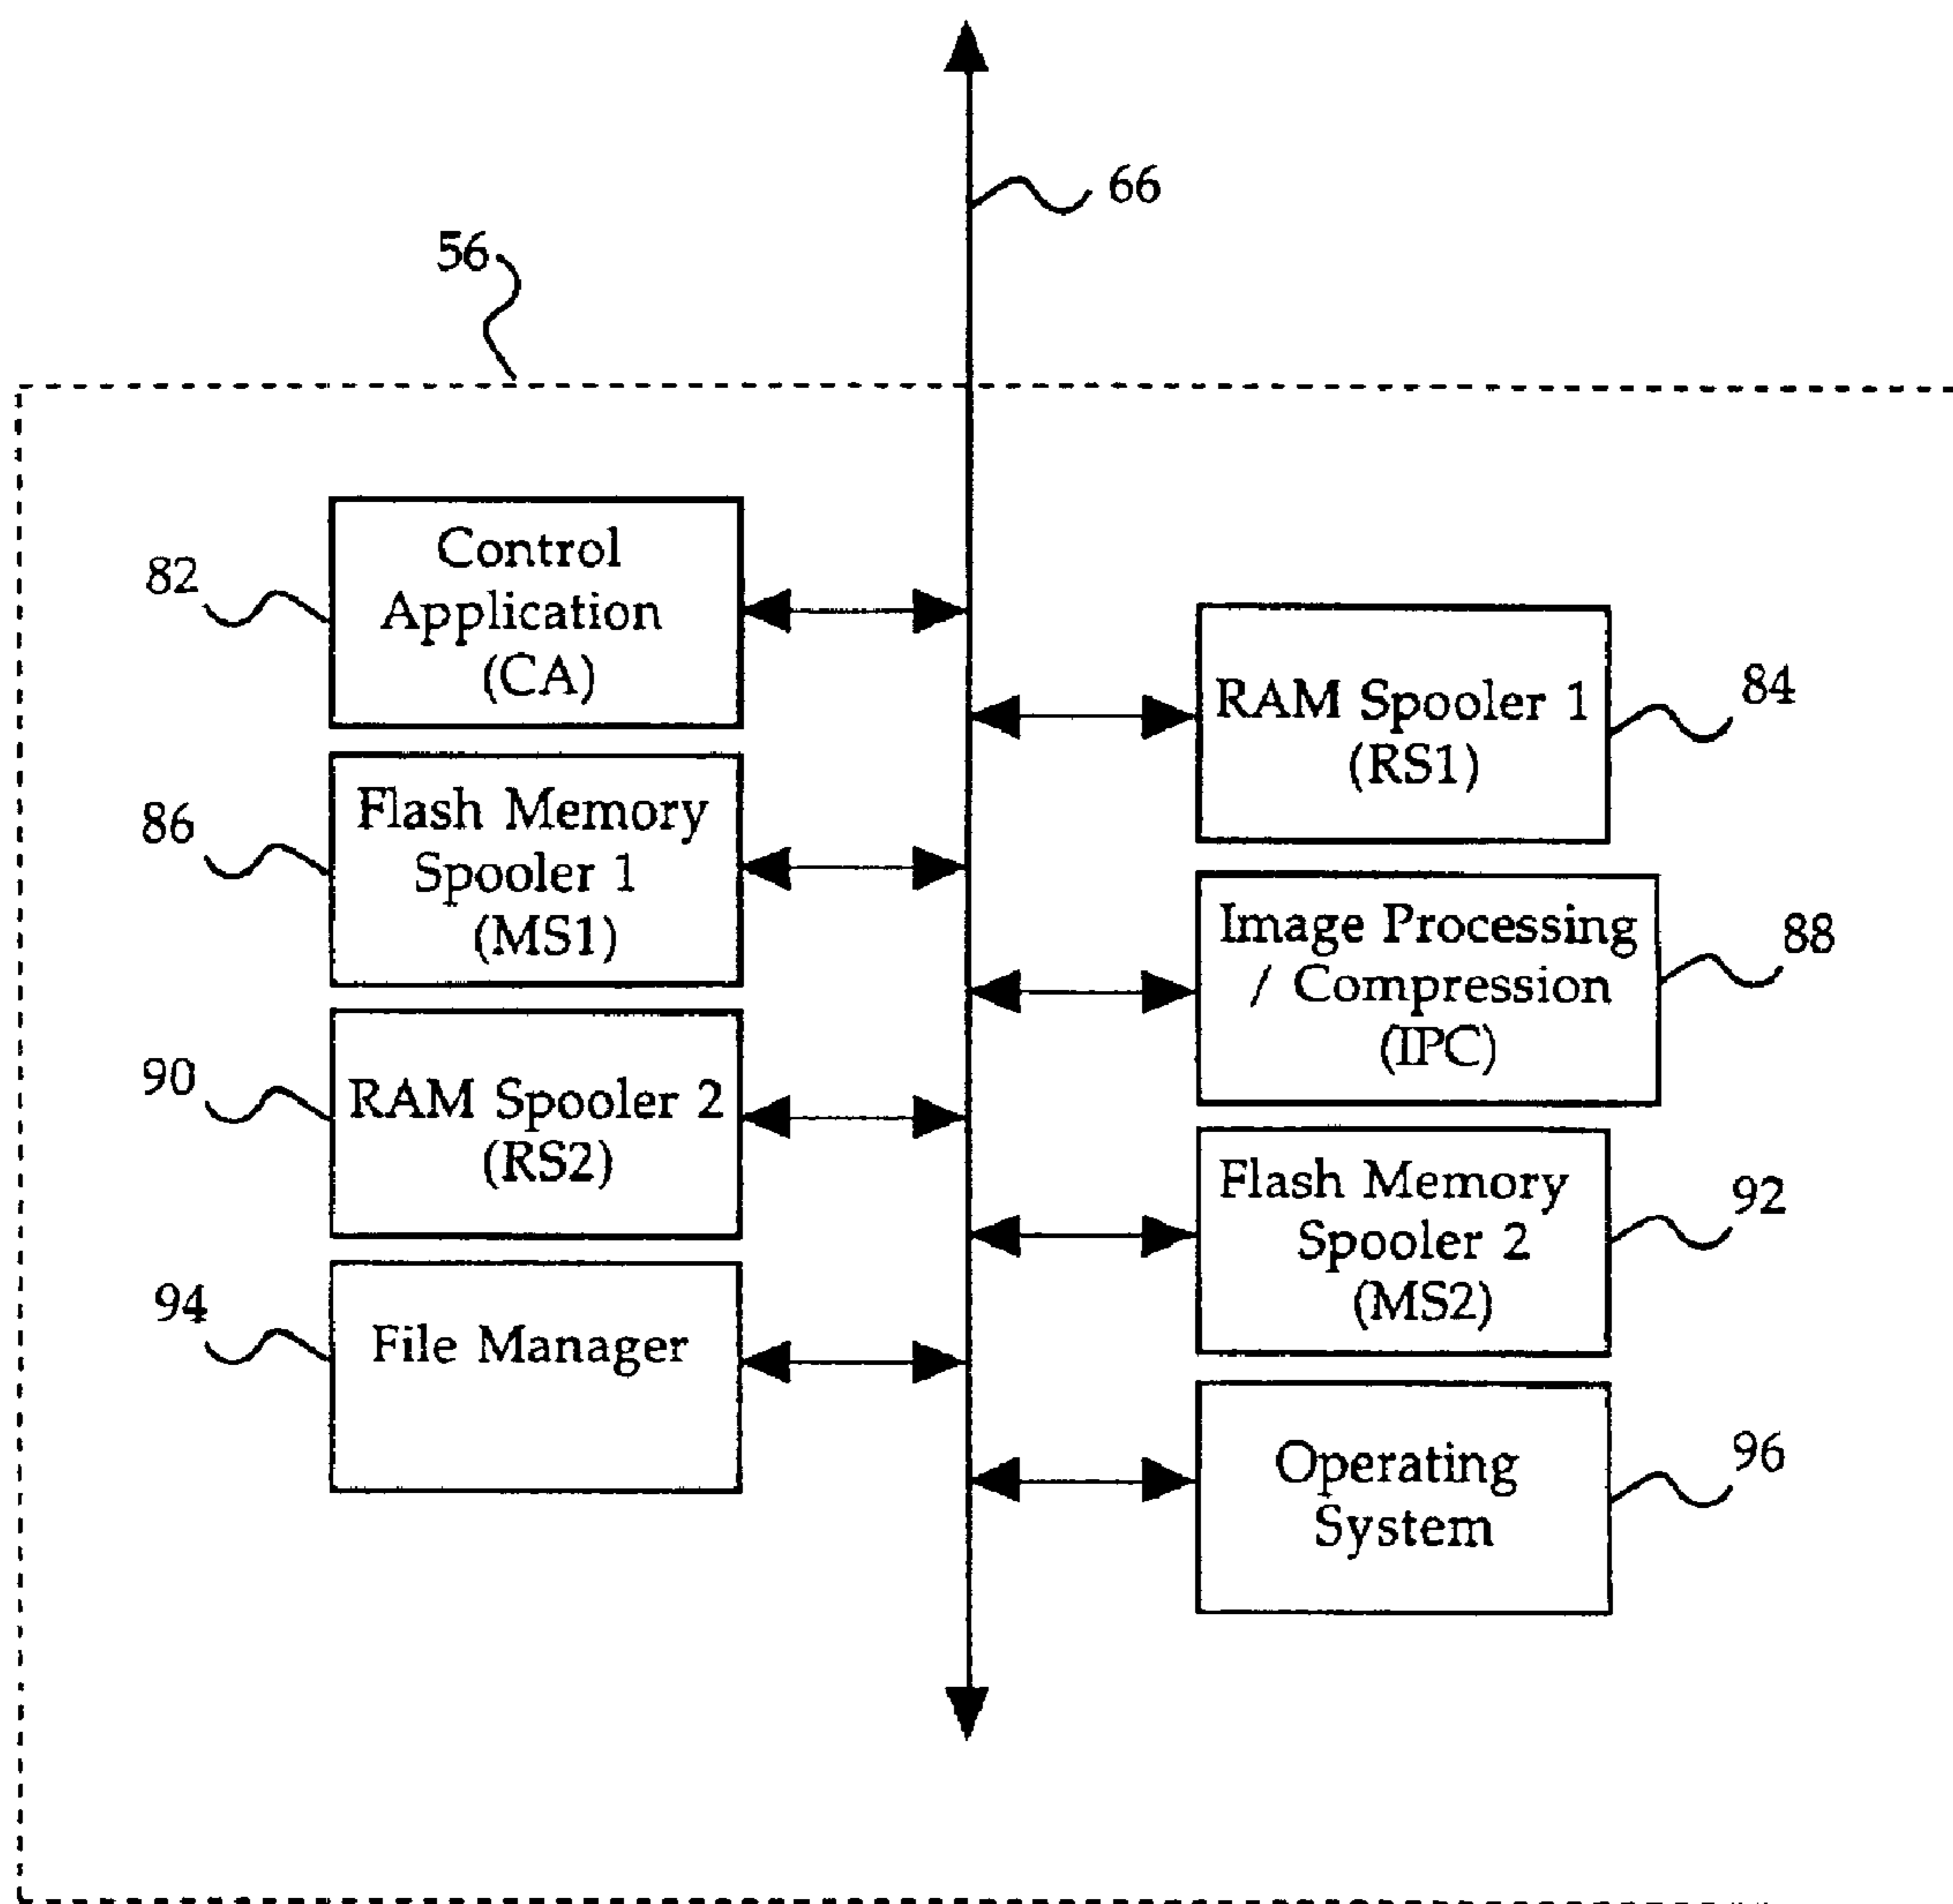 66
56
82
Control
Application
(CA)
84
RAM Spooler 1
(RS1)
86
Flash Memory
Spooler 1
(MS1)
88
Image Processing
/ Compression
(IPC)
90
RAM Spooler 2
(RS2)
92
Flash Memory
Spooler 2
(MS2)
94
File Manager
96
Operating
System